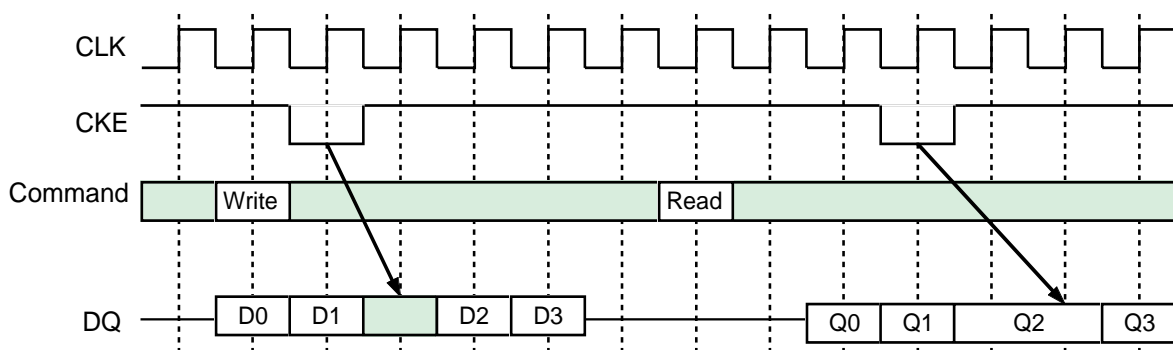 CLK
CKE
Command Write Read
DQ D0 D1 D2 D3 Q0 Q1 Q2 Q3